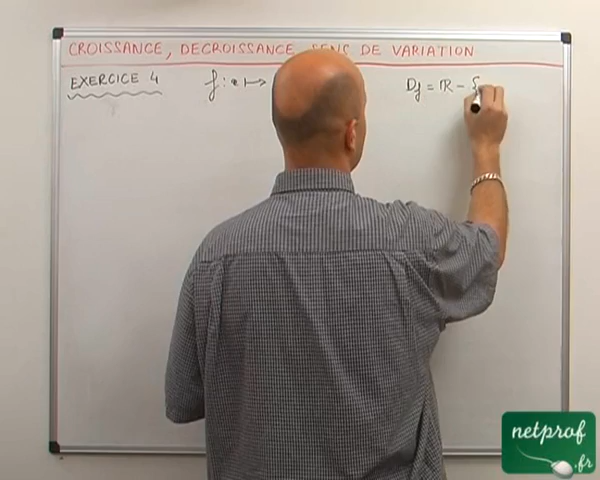 CROISSANCE, DECROISSANCE, SENS DE VARIATION
EXERCICE 4 f : x ⟼ Df = ℝ - {
netprof
.fr